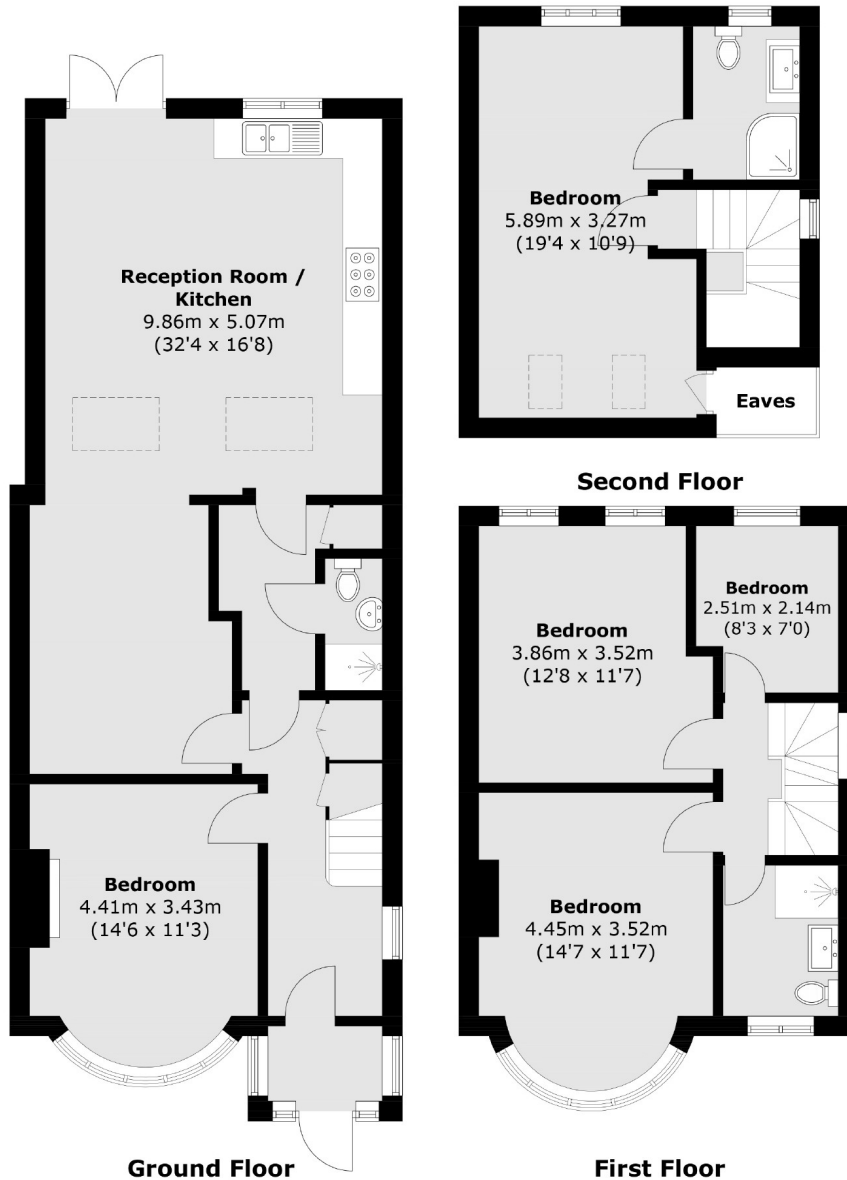 Reception Room /
Kitchen
9.86m x 5.07m
(32'4 x 16'8)
Bedroom
4.41m x 3.43m
(14'6 x 11'3)
Ground Floor
Bedroom
5.89m x 3.27m
(19'4 x 10'9)
Eaves
Second Floor
Bedroom
3.86m x 3.52m
(12'8 x 11'7)
Bedroom
2.51m x 2.14m
(8'3 x 7'0)
Bedroom
4.45m x 3.52m
(14'7 x 11'7)
First Floor